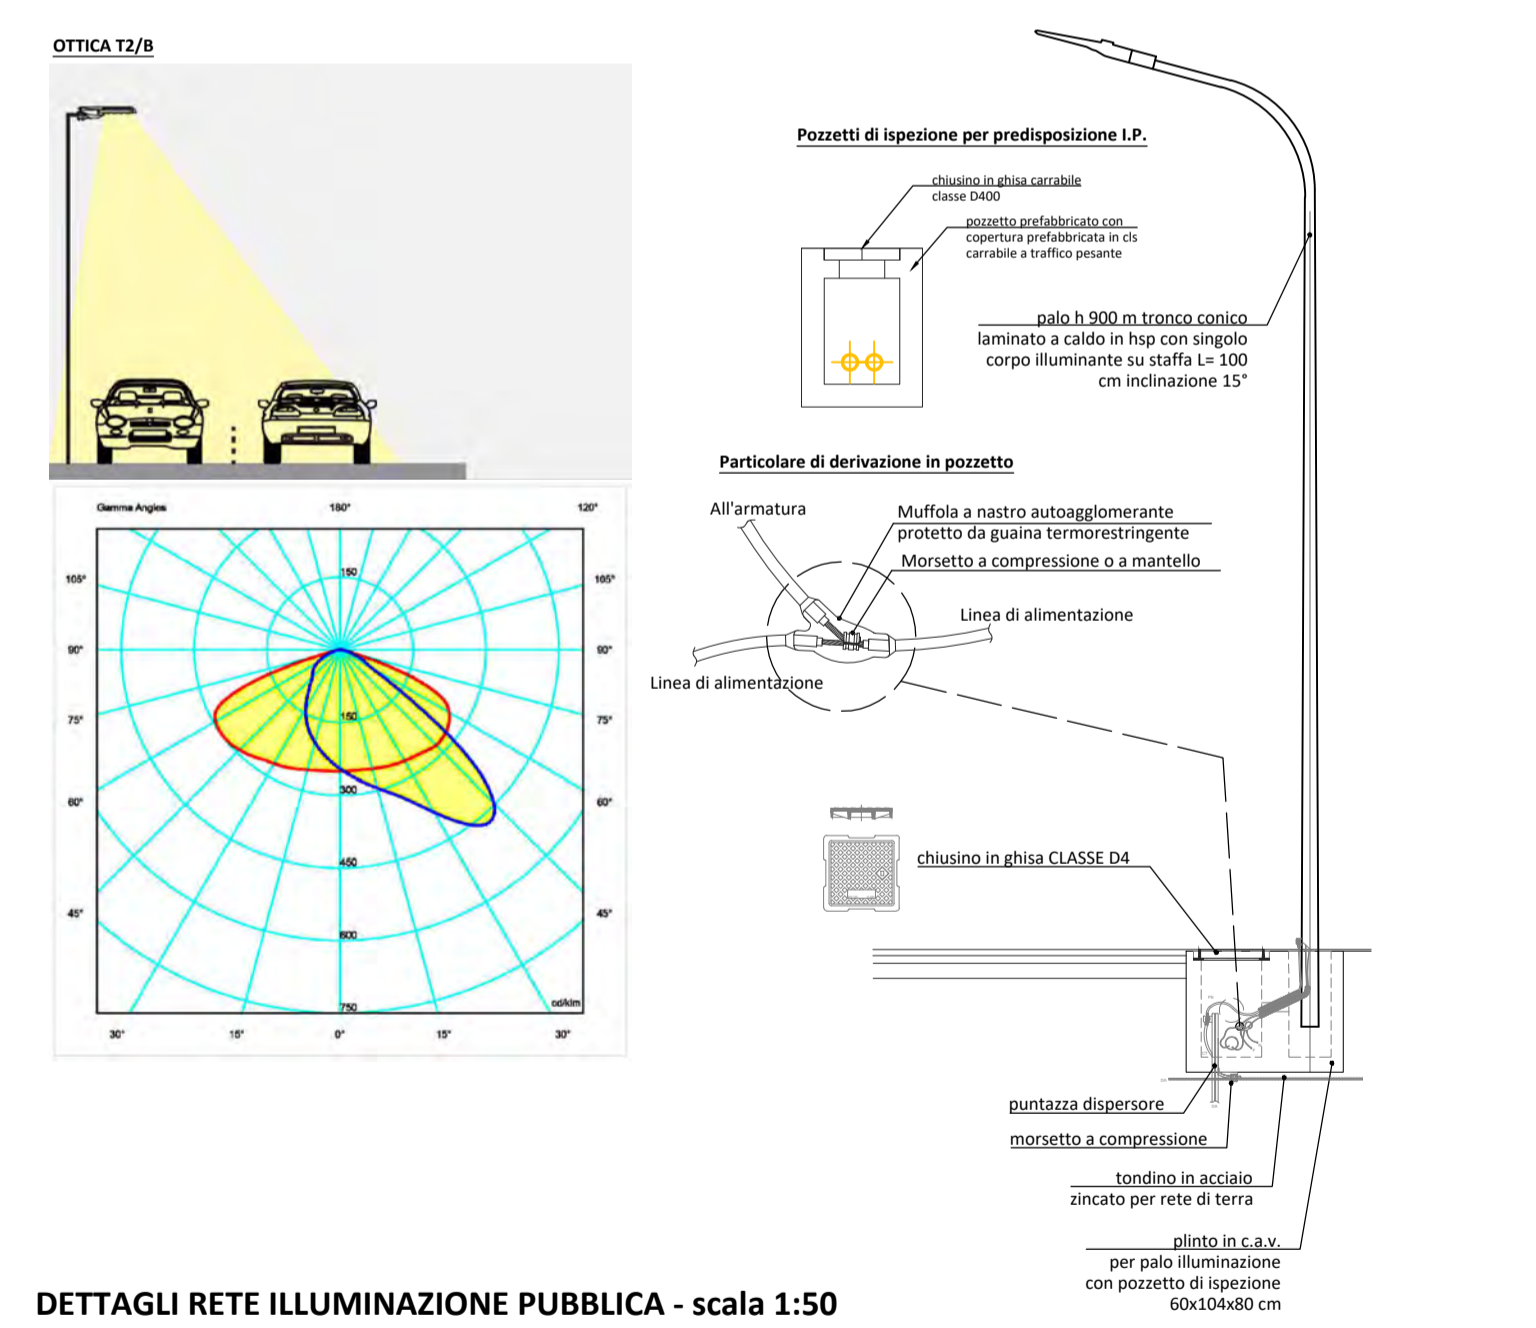 OTTICA T2/B
Gamma Angles
180°
120°
105°
105°
90°
90°
75°
75°
60°
60°
45°
45°
30°
15°
0°
15°
30°
150
150
300
450
600
750
cd/klm
Pozzetti di ispezione per predisposizione I.P.
chiusino in ghisa carrabile
classe D400
pozzetto prefabbricato con
copertura prefabbricata in cls
carrabile a traffico pesante
palo h 900 m tronco conico
laminato a caldo in hsp con singolo
corpo illuminante su staffa L= 100
cm inclinazione 15°
Particolare di derivazione in pozzetto
All'armatura
Muffola a nastro autoagglomerante
protetto da guaina termorestringente
Morsetto a compressione o a mantello
Linea di alimentazione
Linea di alimentazione
chiusino in ghisa CLASSE D4
puntazza dispersore
morsetto a compressione
tondino in acciaio
zincato per rete di terra
plinto in c.a.v.
per palo illuminazione
con pozzetto di ispezione
60x104x80 cm
DETTAGLI RETE ILLUMINAZIONE PUBBLICA - scala 1:50